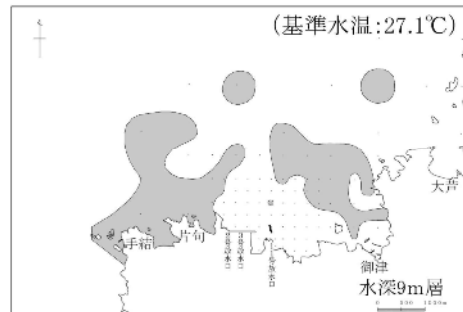 (基準水温:27.1℃)
大芦
手結
片句
御津
水深9m層